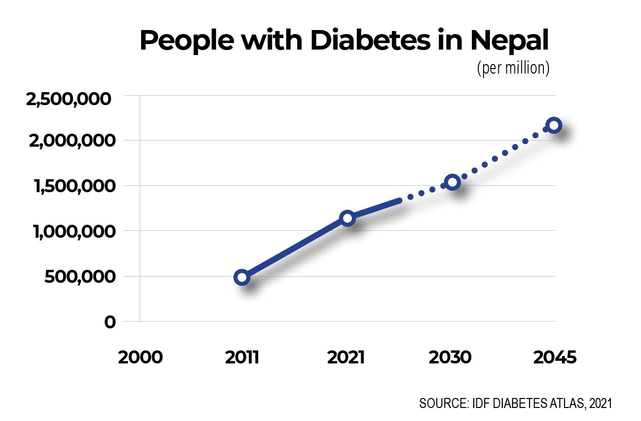 People with Diabetes in Nepal
(per million)
2,500,000
2,000,000
1,500,000
1,000,000
500,000
0
2000 2011 2021 2030 2045
SOURCE: IDF DIABETES ATLAS, 2021